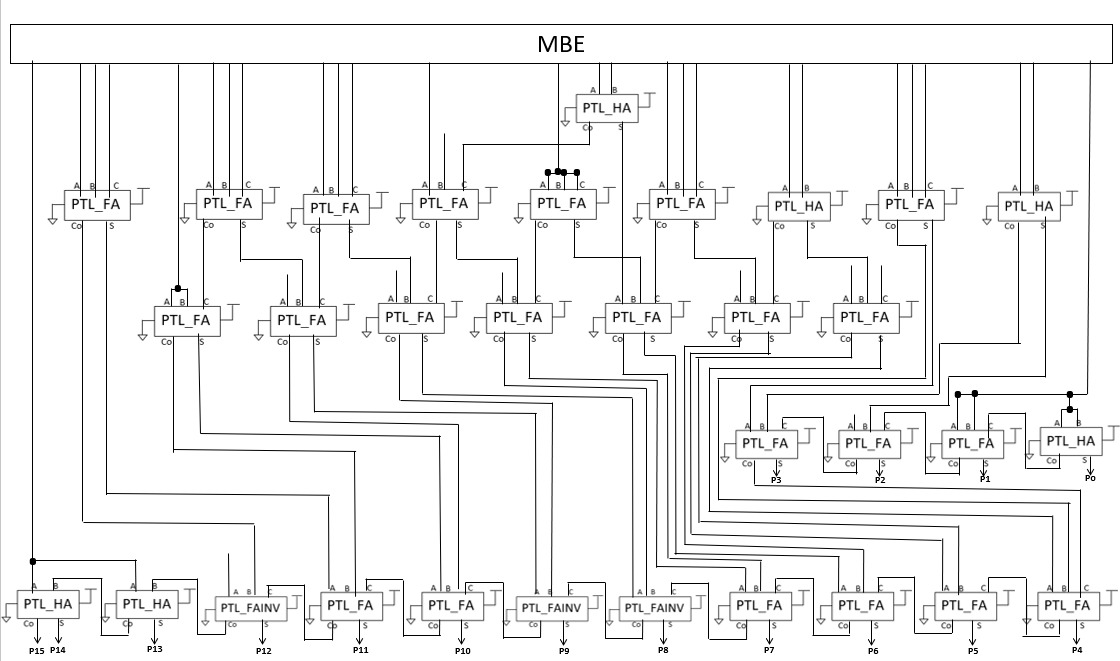 MBE
A B
PTL_HA
Co S
A B C A B C A B C A B C A B C A B C A B A B C A B
PTL_FA PTL_FA PTL_FA PTL_FA PTL_FA PTL_FA PTL_HA PTL_FA PTL_HA
Co S Co S Co S Co S Co S Co S Co S Co S Co S
A B C A B C A B C A B C A B C A B C A B C
PTL_FA PTL_FA PTL_FA PTL_FA PTL_FA PTL_FA PTL_FA
Co S Co S Co S Co S Co S Co S Co S
A B C A B C A B C A B
PTL_FA PTL_FA PTL_FA PTL_HA
Co S Co S Co S Co S
P3 P2 P1 Po
A B A B A B C A B C A B C A B C A B C A B C A B C A B C A B C
PTL_HA PTL_HA PTL_FAINV PTL_FA PTL_FA PTL_FAINV PTL_FAINV PTL_FA PTL_FA PTL_FA PTL_FA
Co S Co S Co S Co S Co S Co S Co S Co S Co S Co S Co S
P15 P14 P13 P12 P11 P10 P9 P8 P7 P6 P5 P4